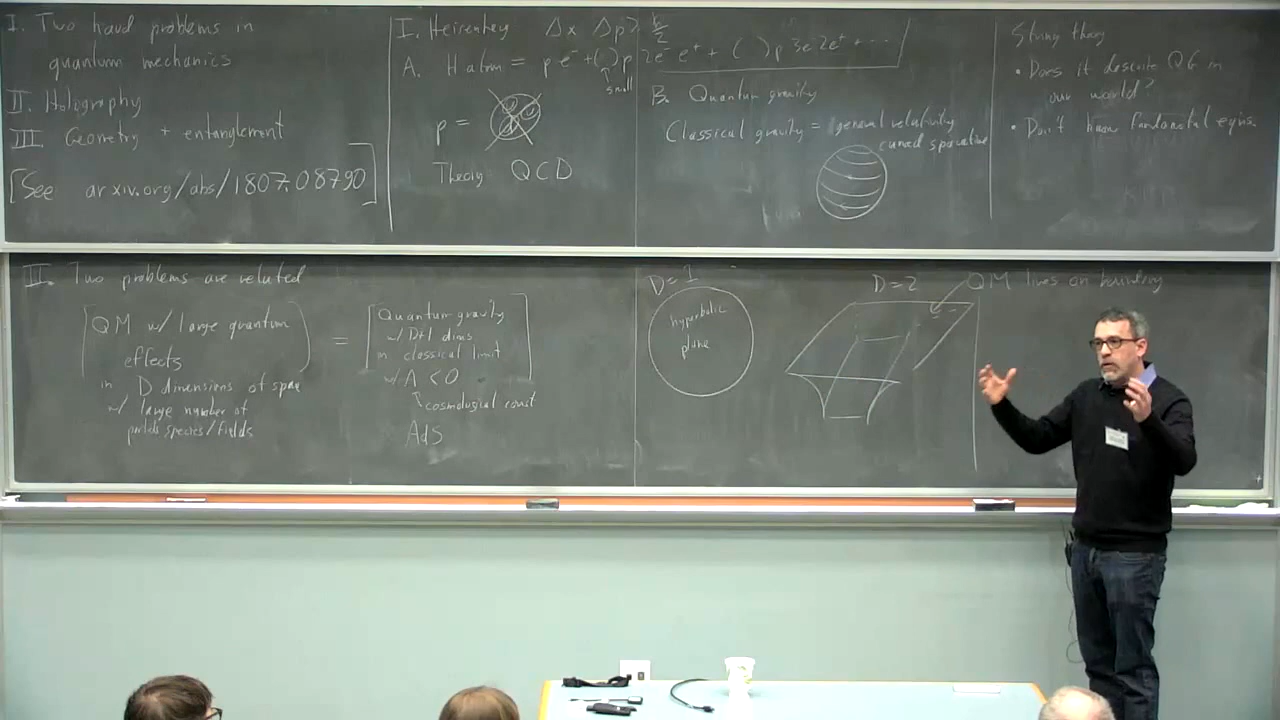 I. Two hard problems in
quantum mechanics
II. Holography
III. Geometry + entanglement
[See arxiv.org/abs/1807.08790]
I. Heisenberg Δx Δp ≥ ħ/2
A. H atom = p e⁻ + ( ) p 2e⁻ e⁺ + ( ) p 3e⁻ 2e⁺ + ...
small
p =
Theory QCD
B. Quantum gravity
Classical gravity = general relativity
curved spacetime
String theory
• Does it describe QG in
our world?
• Don't know fundamental eqns.
II. Two problems are related
[QM w/ large quantum
effects
in D dimensions of space
w/ large number of
particle species/fields
=
[Quantum gravity
w/ D+1 dims
in classical limit]
w/ Λ < 0
↑ cosmological const
AdS
D=1
hyperbolic
plane
D=2
QM lives on boundary